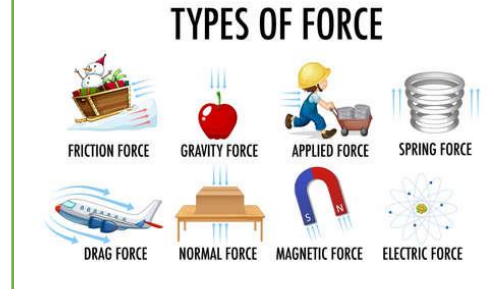 TYPES OF FORCE
FRICTION FORCE GRAVITY FORCE APPLIED FORCE SPRING FORCE
S N
DRAG FORCE NORMAL FORCE MAGNETIC FORCE ELECTRIC FORCE